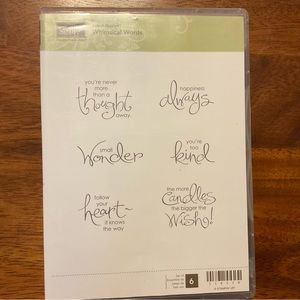 Whimsical Words
you're never
more
than a
thought
away.
happiness
always
small
wonder
you're
too
kind
follow
your
heart~
it knows
the way
the more
Candles
the bigger the
Wishes!
6